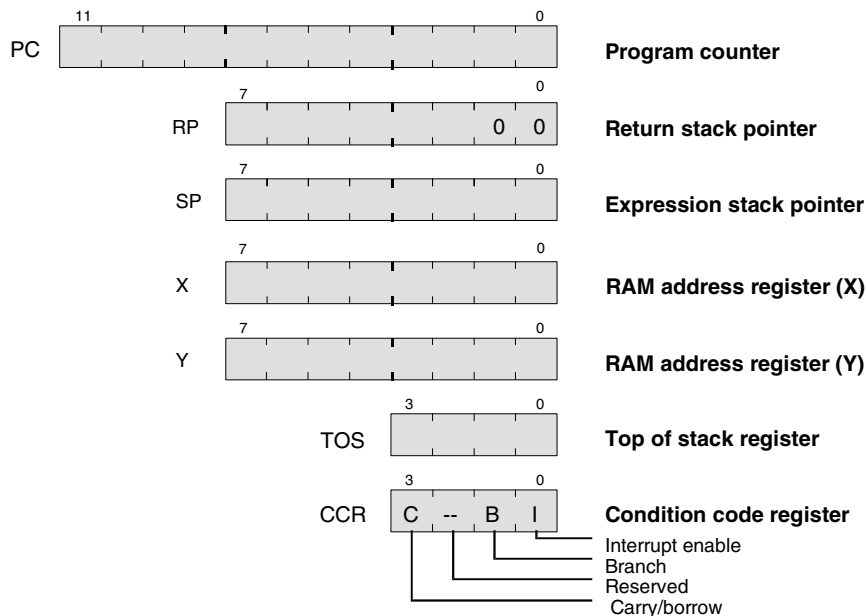 11 0
PC Program counter
7 0
RP 0 0 Return stack pointer
7 0
SP Expression stack pointer
7 0
X RAM address register (X)
7 0
Y RAM address register (Y)
3 0
TOS Top of stack register
3 0
CCR C -- B I Condition code register
Interrupt enable
Branch
Reserved
Carry/borrow